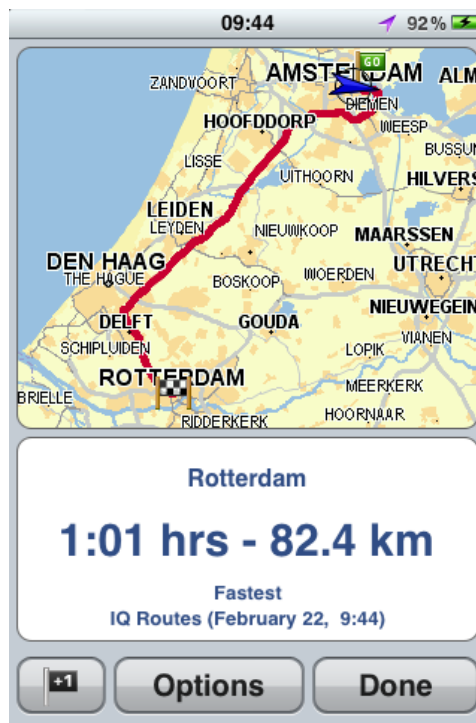 09:44
92%
GO
AMSTERDAM
ALM
ZANDVOORT
DIEMEN
HOOFDDORP
WEESP
BUSSU
LISSE
UITHOORN
HILVERS
LEIDEN
LEYDEN
NIEUWKOOP
MAARSSEN
DEN HAAG
THE HAGUE
BOSKOOP
WOERDEN
UTRECHT
DELFT
GOUDA
NIEUWEGEIN
SCHIPLUIDEN
VIANEN
LOPIK
ROTTERDAM
MEERKERK
BRIELLE
HOORNAAR
RIDDERKERK
Rotterdam
1:01 hrs - 82.4 km
Fastest
IQ Routes (February 22, 9:44)
+1
Options
Done